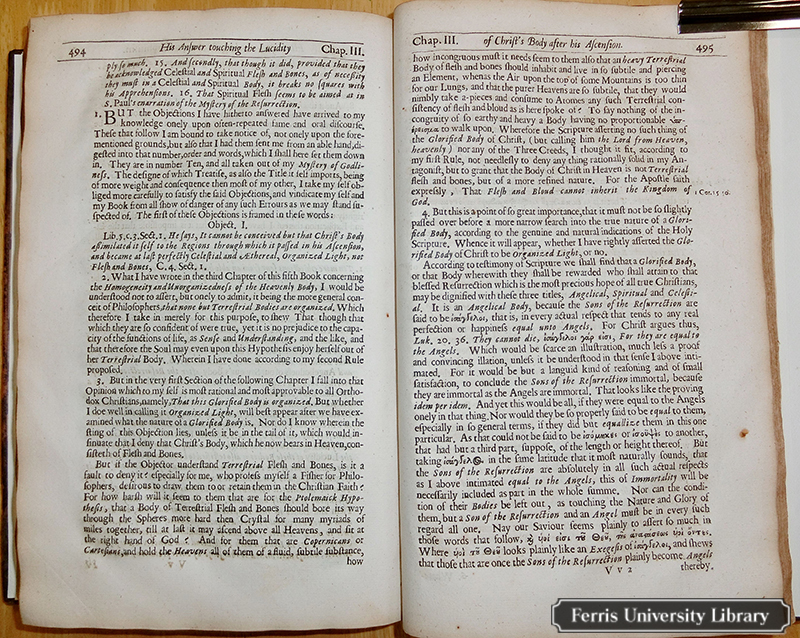 494 His Answer touching the Lucidity Chap. III.
ply so much. 15. And secondly, that though it did, provided that they
be acknowledged Celestial and Spiritual Flesh and Bones, as of necessity
they must in a Celestial and Spiritual Body, it breaks no squares with
his Apprehensions. 16. That Spiritual Flesh seems to be aimed at in
S. Paul's enarration of the Mystery of the Resurrection.
1. BUT the Objections I have hitherto answered have arrived to my
knowledge onely upon often-repeated fame and oral discourse,
These that follow I am bound to take notice of, not onely upon the fore-
mentioned grounds, but also that I had them sent me from an able hand, di-
gested into that number, order and words, which I shall here set them down
in. They are in number Ten, and all taken out of my Mystery of Godli-
ness. The designe of which Treatise, as also the Title it self imports, being
of more weight and consequence then most of my other, I take my self ob-
liged more carefully to satisfy the said Objections, and vindicate my self and
my Book from all show of danger of any such Errours as we may stand su-
spected of. The first of these Objections is framed in these words:
Object. I.
Lib. 5. c. 3. Sect. 1. He says, It cannot be conceived but that Christ's Body
assimilated it self to the Regions through which it passed in his Ascension,
and became at last perfectly Celestial and Æthereal, Organized Light, not
Flesh and Bones, C. 4. Sect. 1.
2. What I have wrote in the third Chapter of this fifth Book concerning
the Homogeneity and Unorganizedness of the Heavenly Body, I would be
understood not to assert, but onely to admit, it being the more general con-
ceit of Philosophers, that none but Terrestrial Bodies are organized. Which
therefore I take in merely for this purpose, to shew That though that
which they are so confident of were true, yet it is no prejudice to the capa-
city of the functions of life, as Sense and Understanding, and the like, and
that therefore the Soul may even upon this Hypothesis enjoy herself out of
her Terrestrial Body. Wherein I have done according to my second Rule
proposed.
3. But in the very first Section of the following Chapter I fall into that
Opinion which to my self is most rational and most approvable to all Ortho-
dox Christians, namely, That this Glorified Body is organized. But whether
I doe well in calling it Organized Light, will best appear after we have ex-
amined what the nature of a Glorified Body is. Nor do I know wherein the
sting of this Objection lies, unless it be in the tail of it, which would in-
sinuate that I deny that Christ's Body, which he now bears in Heaven, con-
sisteth of Flesh and Bones.
But if the Objector understand Terrestrial Flesh and Bones, is it a
fault to deny it? especially for me, who profess my self a Fisher for Philo-
sophers, desirous to draw them to or retain them in the Christian Faith?
For how harsh will it seem to them that are for the Ptolemaick Hypo-
thesis, that a Body of Terrestrial Flesh and Bones should bore its way
through the Spheres more hard then Crystal for many myriads of
miles together, till at last it may ascend above all Heavens, and sit at
the right hand of God? And for them that are Copernicans or
Cartesians, and hold the Heavens all of them of a fluid, subtile substance,
how
Chap. III. of Christ's Body after his Ascension. 495
how incongruous must it needs seem to them also that an heavy Terrestrial
Body of flesh and bones should inhabit and live in so subtile and piercing
an Element, whenas the Air upon the top of some Mountains is too thin
for our Lungs, and that the purer Heavens are so subtile, that they would
nimbly take a-pieces and consume to Atomes any such Terrestrial con-
sistency of flesh and bloud as is here spoke of? To say nothing of the in-
congruity of so earthy and heavy a Body having no proportionable
to walk upon. Wherefore the Scripture asserting no such thing of
the Glorified Body of Christ, (but calling him the Lord from Heaven,
heavenly) nor any of the Three Creeds, I thought it fit, according to
my first Rule, not needlesly to deny any thing rationally solid in my An-
tagonist, but to grant that the Body of Christ in Heaven is not Terrestrial
flesh and bones, but of a more refined nature. For the Apostle saith
expressly, That Flesh and Bloud cannot inherit the Kingdom of 1 Cor. 15. 50.
God.
4. But this is a point of so great importance, that it must not be so slightly
passed over before a more narrow search into the true nature of a Glori-
fied Body, according to the genuine and natural indications of the Holy
Scripture. Whence it will appear, whether I have rightly asserted the Glo-
rified Body of Christ to be Organized Light, or no.
According to testimony of Scripture we shall find that a Glorified Body,
or that Body wherewith they shall be rewarded who shall attain to that
blessed Resurrection which is the most precious hope of all true Christians,
may be dignified with these three titles, Angelical, Spiritual and Celesti-
al. It is an Angelical Body, because the Sons of the Resurrection are
said to be ἰσάγγελοι, that is, in every actual respect that tends to any real
perfection or happiness equal unto Angels. For Christ argues thus,
Luk. 20. 36. They cannot die, ἰσάγγελοι γάρ εἰσι, For they are equal to
the Angels. Which would be scarce an illustration, much less a proof
and convincing illation, unless it be understood in that sense I above inti-
mated. For it would be but a languid kind of reasoning and of small
satisfaction, to conclude the Sons of the Resurrection immortal, because
they are immortal as the Angels are immortal. That looks like the proving
idem per idem. And yet this would be all, if they were equal to the Angels
onely in that thing. Nor would they be so properly said to be equal to them,
especially in so general terms, if they did but equallize them in this one
particular. As that could not be said to be ἰσόμηκες or ἰσοϋψὲς to another,
that had but a third part, suppose, of the length or height thereof. But
taking ἰσάγγελος in the same latitude that it most naturally sounds, that
the Sons of the Resurrection are absolutely in all such actual respects
as I above intimated equal to the Angels, this of Immortality will be
necessarily included as part in the whole summe. Nor can the condi-
tion of their Bodies be left out, as touching the Nature and Glory of
them, but a Son of the Resurrection and an Angel must be in every such
regard all one. Nay our Saviour seems plainly to assert so much in
those words that follow, ϗ υἱοί εἰσι τοῦ Θεοῦ, τῆς ἀναστάσεως υἱοὶ ὄντες.
Where υἱοὶ τοῦ Θεοῦ looks plainly like an Exegesis of ἰσάγγελοι, and shews
that those that are once the Sons of the Resurrection plainly become Angels
V v 2 thereby.
Ferris University Library